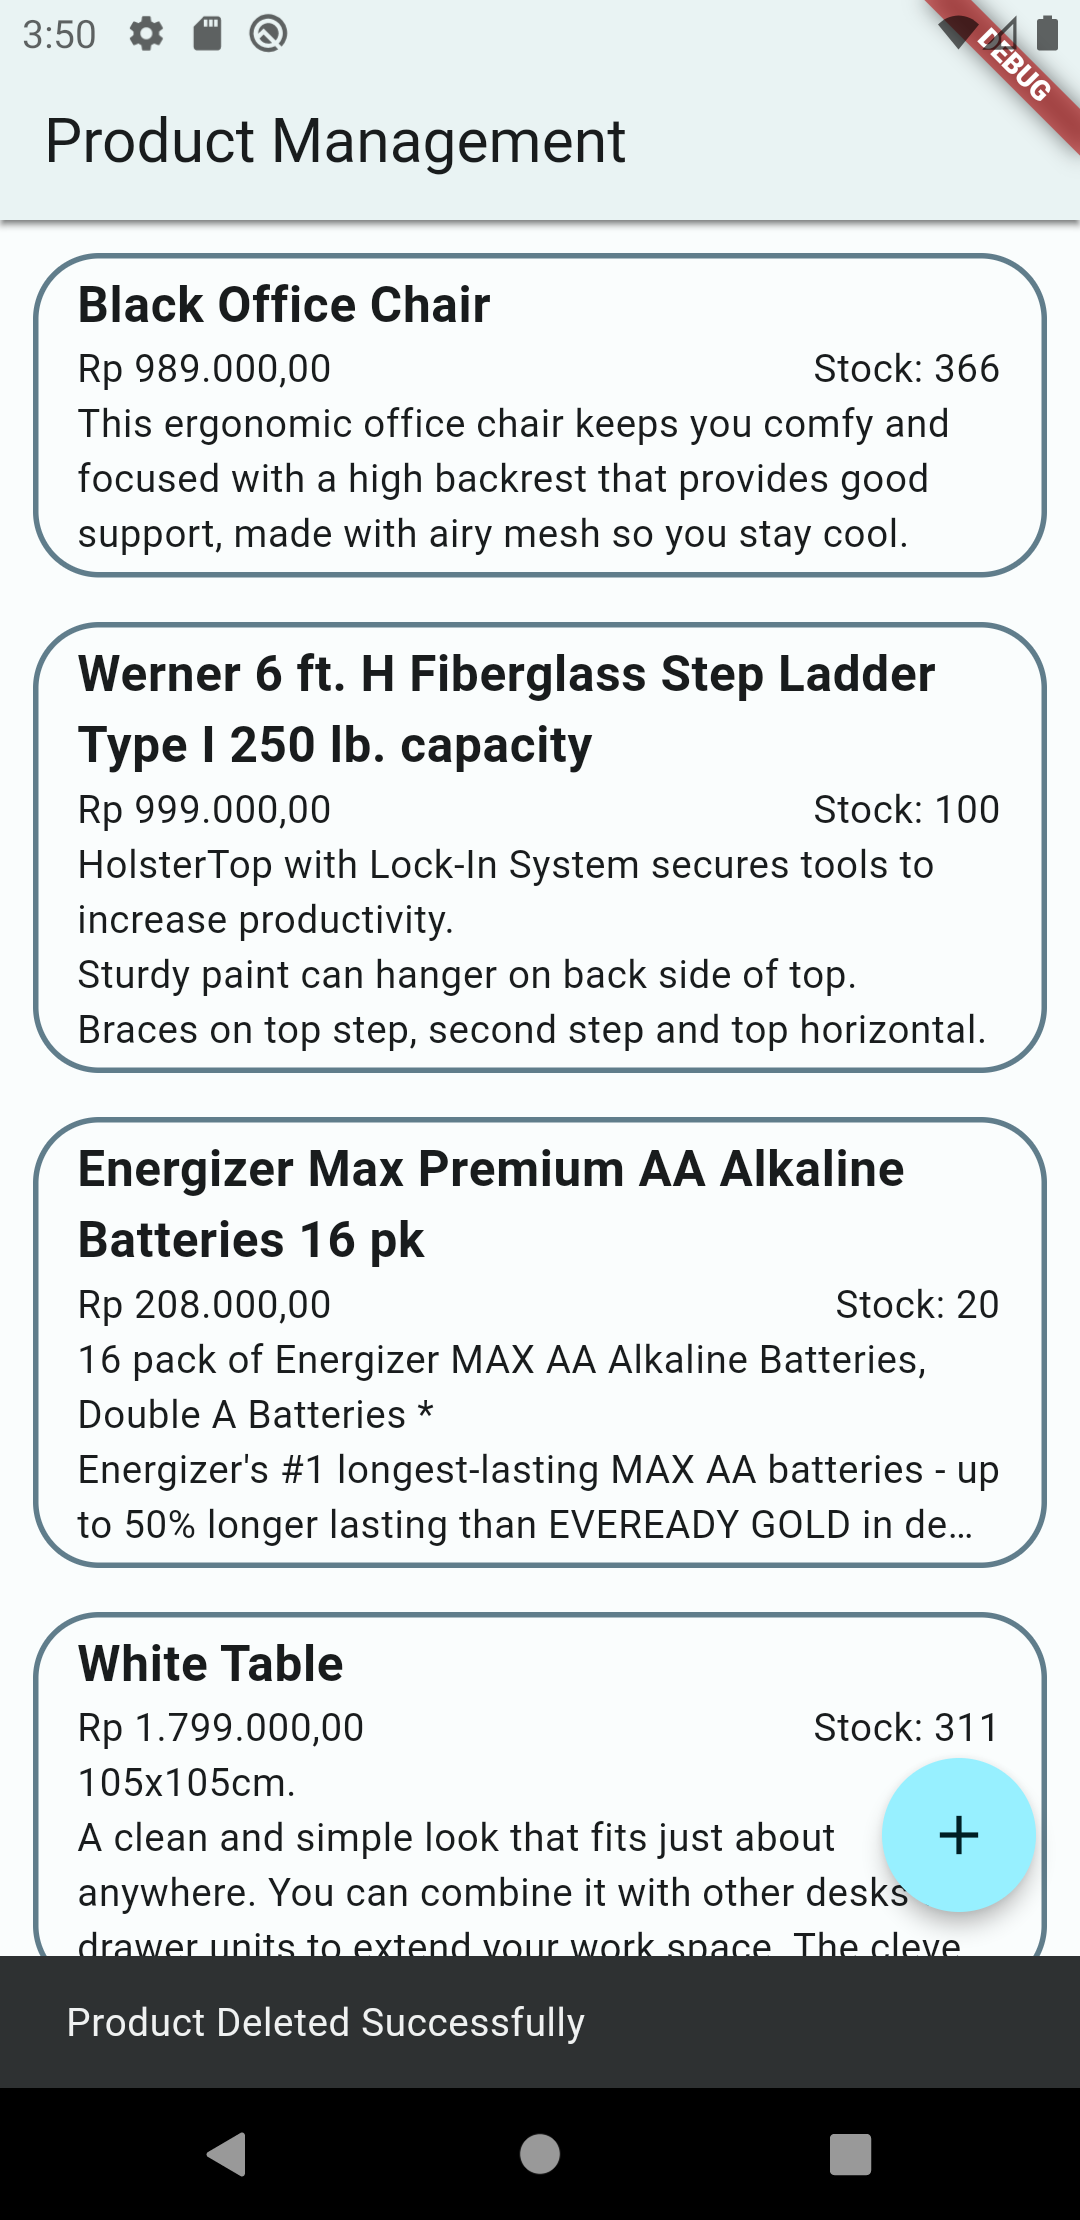 3:50
DEBUG
Product Management
Black Office Chair
Rp 989.000,00 Stock: 366
This ergonomic office chair keeps you comfy and
focused with a high backrest that provides good
support, made with airy mesh so you stay cool.
Werner 6 ft. H Fiberglass Step Ladder
Type I 250 lb. capacity
Rp 999.000,00 Stock: 100
HolsterTop with Lock-In System secures tools to
increase productivity.
Sturdy paint can hanger on back side of top.
Braces on top step, second step and top horizontal.
Energizer Max Premium AA Alkaline
Batteries 16 pk
Rp 208.000,00 Stock: 20
16 pack of Energizer MAX AA Alkaline Batteries,
Double A Batteries *
Energizer's #1 longest-lasting MAX AA batteries - up
to 50% longer lasting than EVEREADY GOLD in de…
White Table
Rp 1.799.000,00 Stock: 311
105x105cm.
A clean and simple look that fits just about
anywhere. You can combine it with other desks
drawer units to extend your work space. The cleve
Product Deleted Successfully